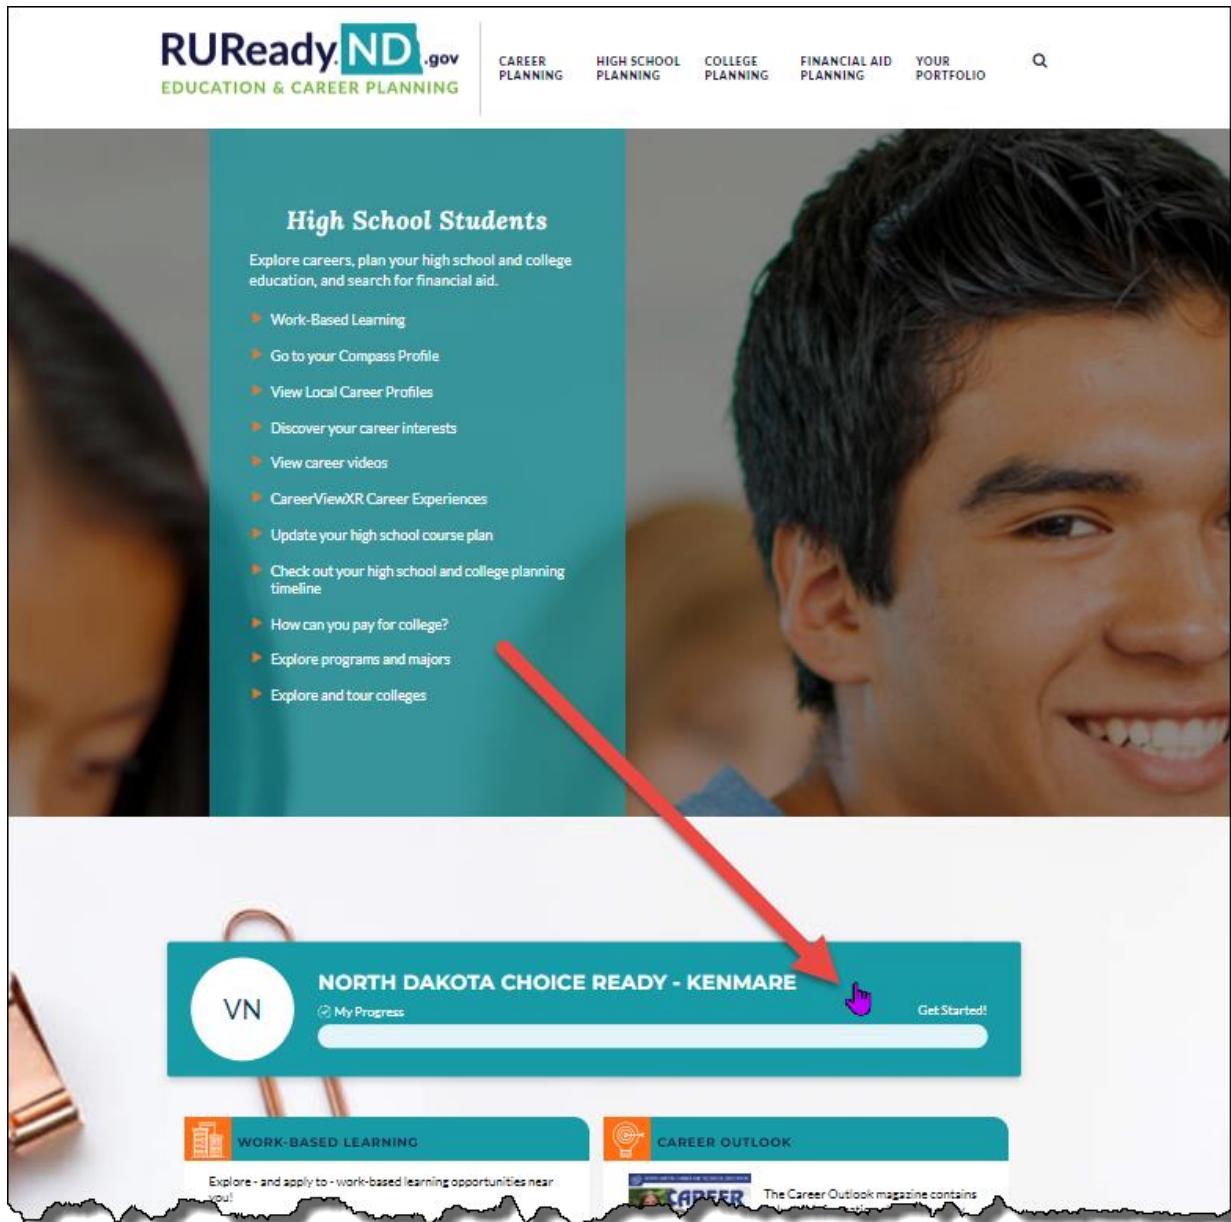 RUReady.ND.gov
EDUCATION & CAREER PLANNING
CAREER
PLANNING
HIGH SCHOOL
PLANNING
COLLEGE
PLANNING
FINANCIAL AID
PLANNING
YOUR
PORTFOLIO
High School Students
Explore careers, plan your high school and college
education, and search for financial aid.
Work-Based Learning
Go to your Compass Profile
View Local Career Profiles
Discover your career interests
View career videos
CareerViewXR Career Experiences
Update your high school course plan
Check out your high school and college planning
timeline
How can you pay for college?
Explore programs and majors
Explore and tour colleges
VN
NORTH DAKOTA CHOICE READY - KENMARE
My Progress
Get Started!
WORK-BASED LEARNING
Explore - and apply to - work-based learning opportunities near
you!
CAREER OUTLOOK
CAREER
The Career Outlook magazine contains